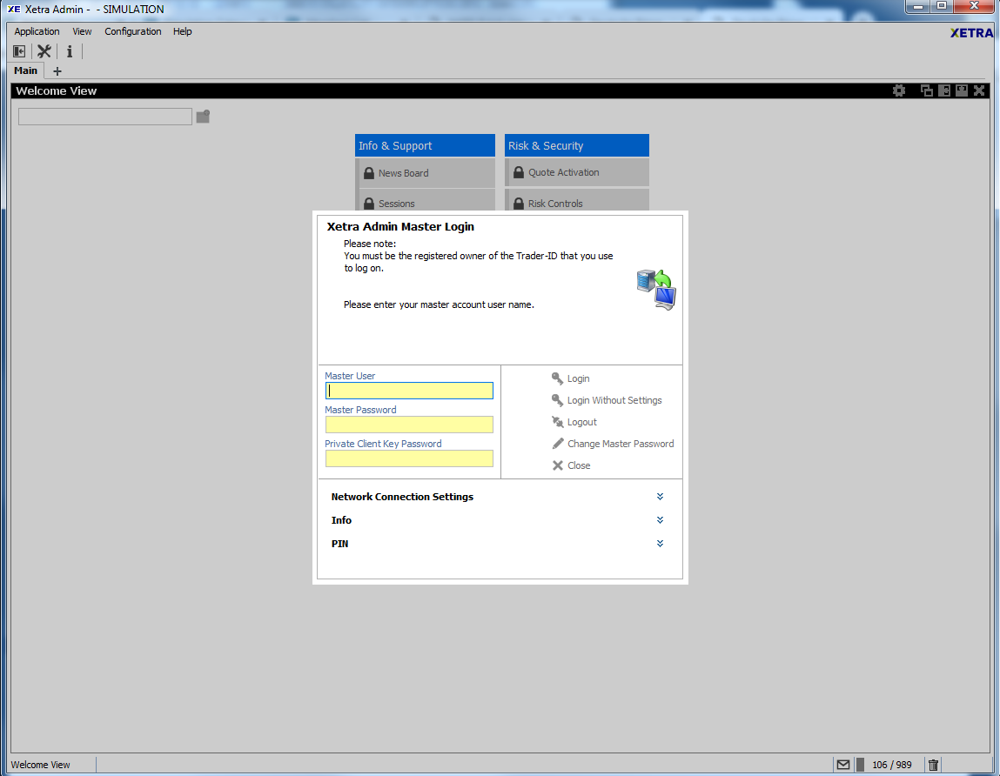 XE Xetra Admin - - SIMULATION
Application View Configuration Help
XETRA
i
Main +
Welcome View
Info & Support
Risk & Security
News Board
Quote Activation
Sessions
Risk Controls
Xetra Admin Master Login
Please note:
You must be the registered owner of the Trader-ID that you use
to log on.
Please enter your master account user name.
Master User
Master Password
Private Client Key Password
Login
Login Without Settings
Logout
Change Master Password
Close
Network Connection Settings
Info
PIN
Welcome View
106 / 989